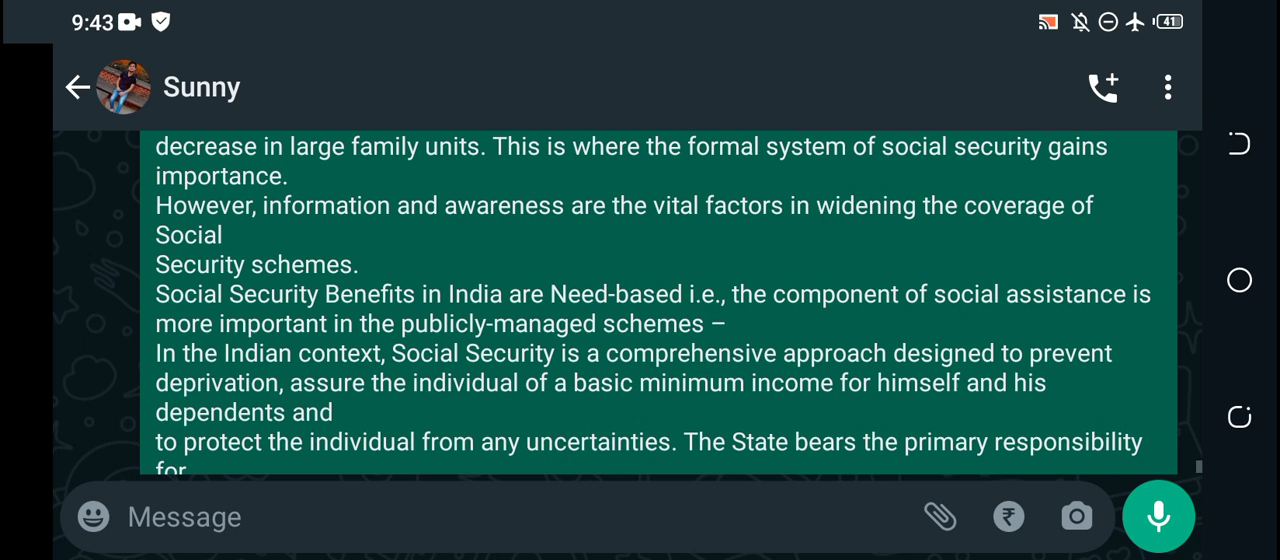 9:43
41
Sunny
decrease in large family units. This is where the formal system of social security gains
importance.
However, information and awareness are the vital factors in widening the coverage of
Social
Security schemes.
Social Security Benefits in India are Need-based i.e., the component of social assistance is
more important in the publicly-managed schemes –
In the Indian context, Social Security is a comprehensive approach designed to prevent
deprivation, assure the individual of a basic minimum income for himself and his
dependents and
to protect the individual from any uncertainties. The State bears the primary responsibility
for
Message
₹